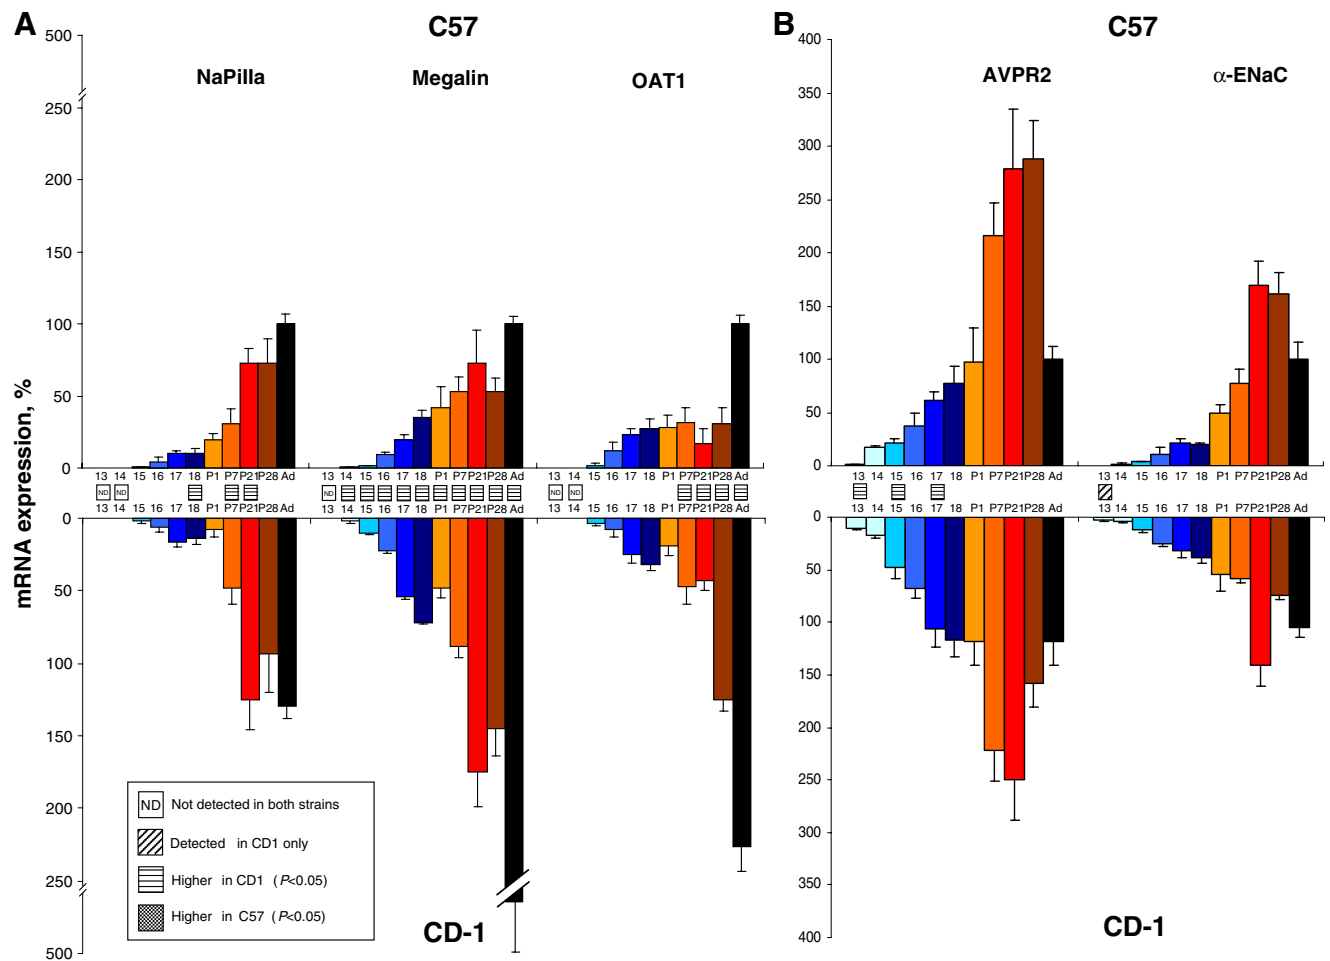 A
C57
B
C57
500
NaPiIIa
Megalin
OAT1
AVPR2
α-ENaC
250
200
150
100
50
0
400
350
300
250
200
150
100
50
0
mRNA expression, %
13 14 15 16 17 18 P1 P7 P21 P28 Ad
13 14 15 16 17 18 P1 P7 P21 P28 Ad
13 14 15 16 17 18 P1 P7 P21 P28 Ad
13 14 15 16 17 18 P1 P7 P21 P28 Ad
13 14 15 16 17 18 P1 P7 P21 P28 Ad
ND ND
ND
ND ND
13 14 15 16 17 18 P1 P7 P21 P28 Ad
13 14 15 16 17 18 P1 P7 P21 P28 Ad
13 14 15 16 17 18 P1 P7 P21 P28 Ad
13 14 15 16 17 18 P1 P7 P21 P28 Ad
13 14 15 16 17 18 P1 P7 P21 P28 Ad
0
50
100
150
200
250
500
0
50
100
150
200
250
300
350
400
ND Not detected in both strains
Detected in CD1 only
Higher in CD1 (P<0.05)
Higher in C57 (P<0.05)
CD-1
CD-1